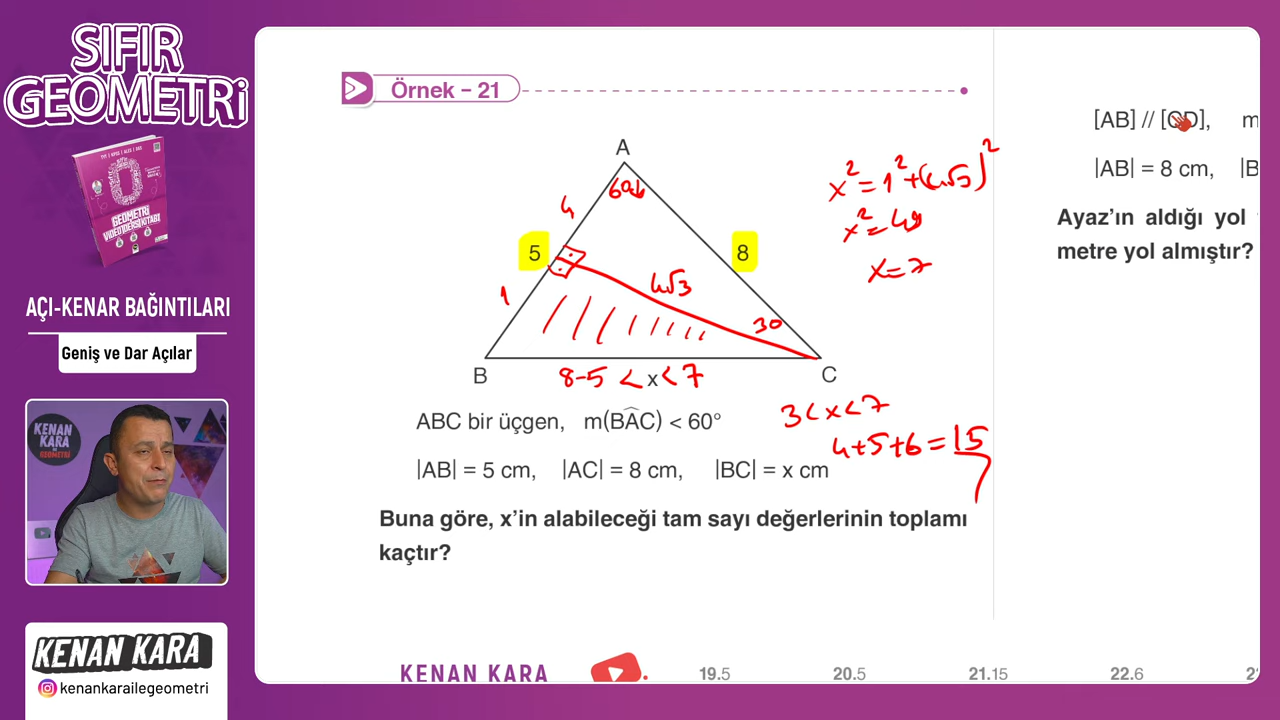 SIFIR
GEOMETRİ
GEOMETRİ
VİDEO DERS KİTABI
AÇI-KENAR BAĞINTILARI
Geniş ve Dar Açılar
KENAN KARA
KENAN KARA
kenankarailegeometri
Örnek – 21
A
60
4
5
1
8
4√3
30
B
8-5 < x < 7
C
x² = 1² + (4√3)²
x² = 49
x = 7
3 < x < 7
4+5+6 = 15
ABC bir üçgen, m(BAC) < 60°
|AB| = 5 cm, |AC| = 8 cm, |BC| = x cm
Buna göre, x’in alabileceği tam sayı değerlerinin toplamı
kaçtır?
KENAN KARA
19.5 20.5 21.15 22.6
[AB] // [CD], m
|AB| = 8 cm, |B
Ayaz’ın aldığı yol
metre yol almıştır?